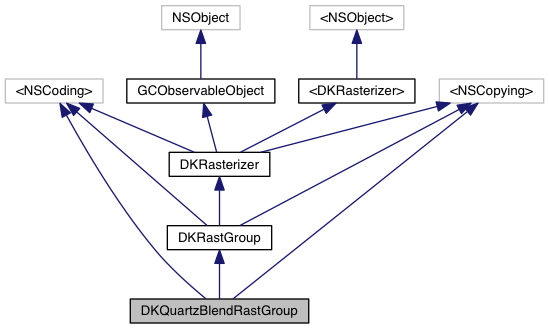 NSObject
<NSObject>
<NSCoding>
GCObservableObject
<DKRasterizer>
<NSCopying>
DKRasterizer
DKRastGroup
DKQuartzBlendRastGroup